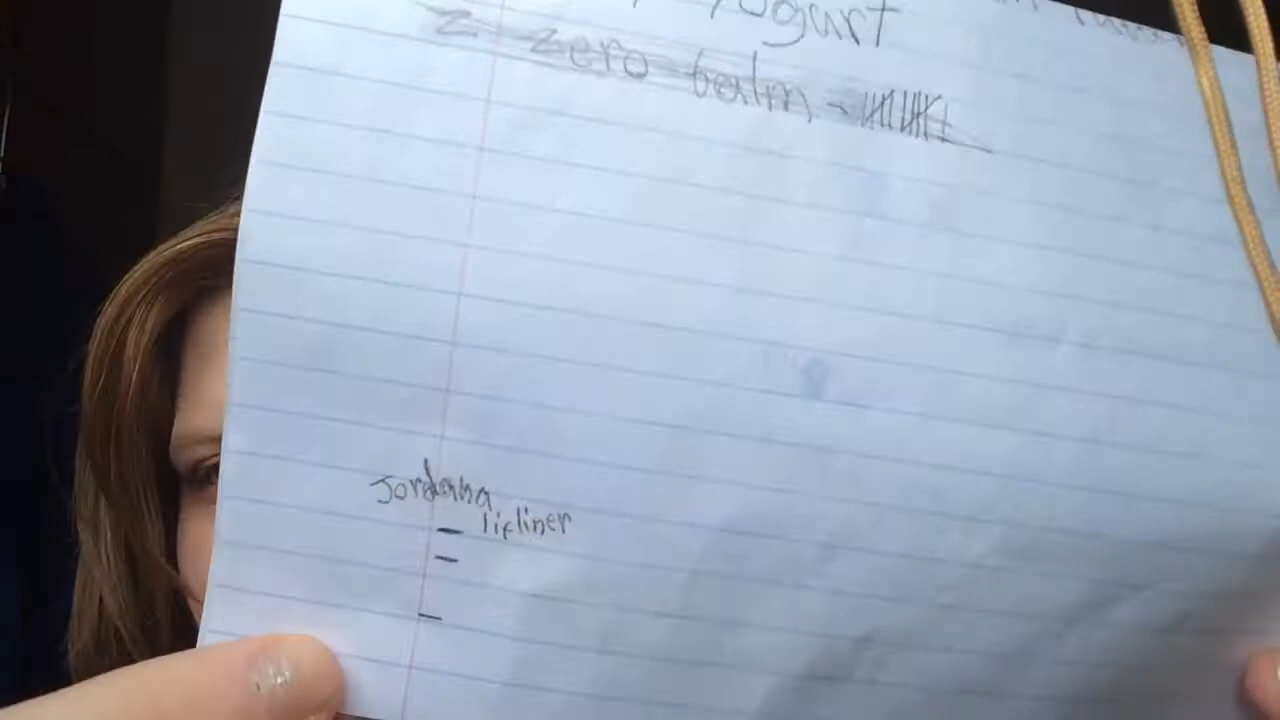 yogurt
z zero balm -
Jordana
- lipliner
-
-